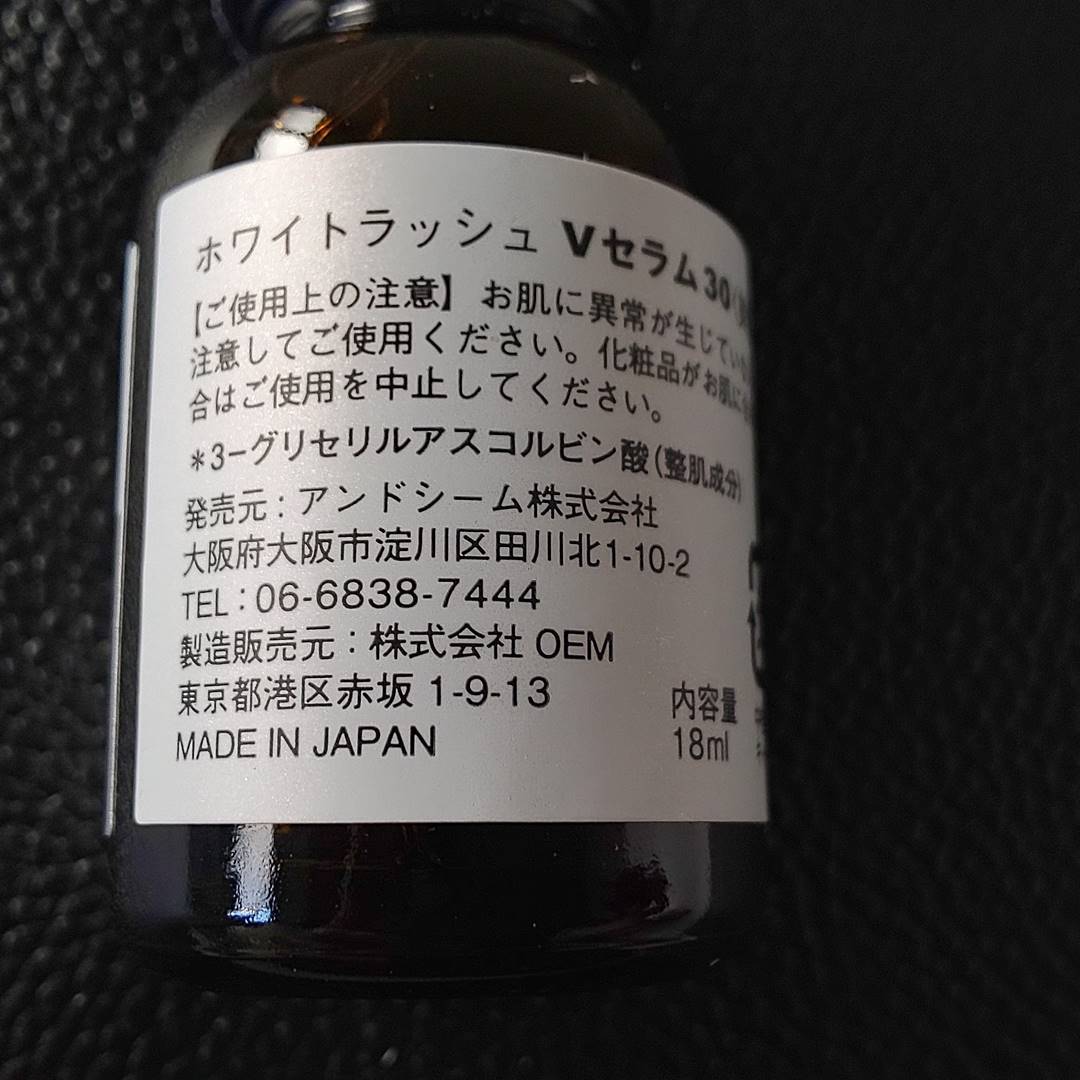 ホワイトラッシュ Vセラム30
【ご使用上の注意】お肌に異常が生じてい
注意してご使用ください。化粧品がお肌に
合はご使用を中止してください。
*3-グリセリルアスコルビン酸(整肌成分)
発売元:アンドシーム株式会社
大阪府大阪市淀川区田川北1-10-2
TEL:06-6838-7444
製造販売元:株式会社 OEM
東京都港区赤坂 1-9-13
MADE IN JAPAN
内容量
18ml